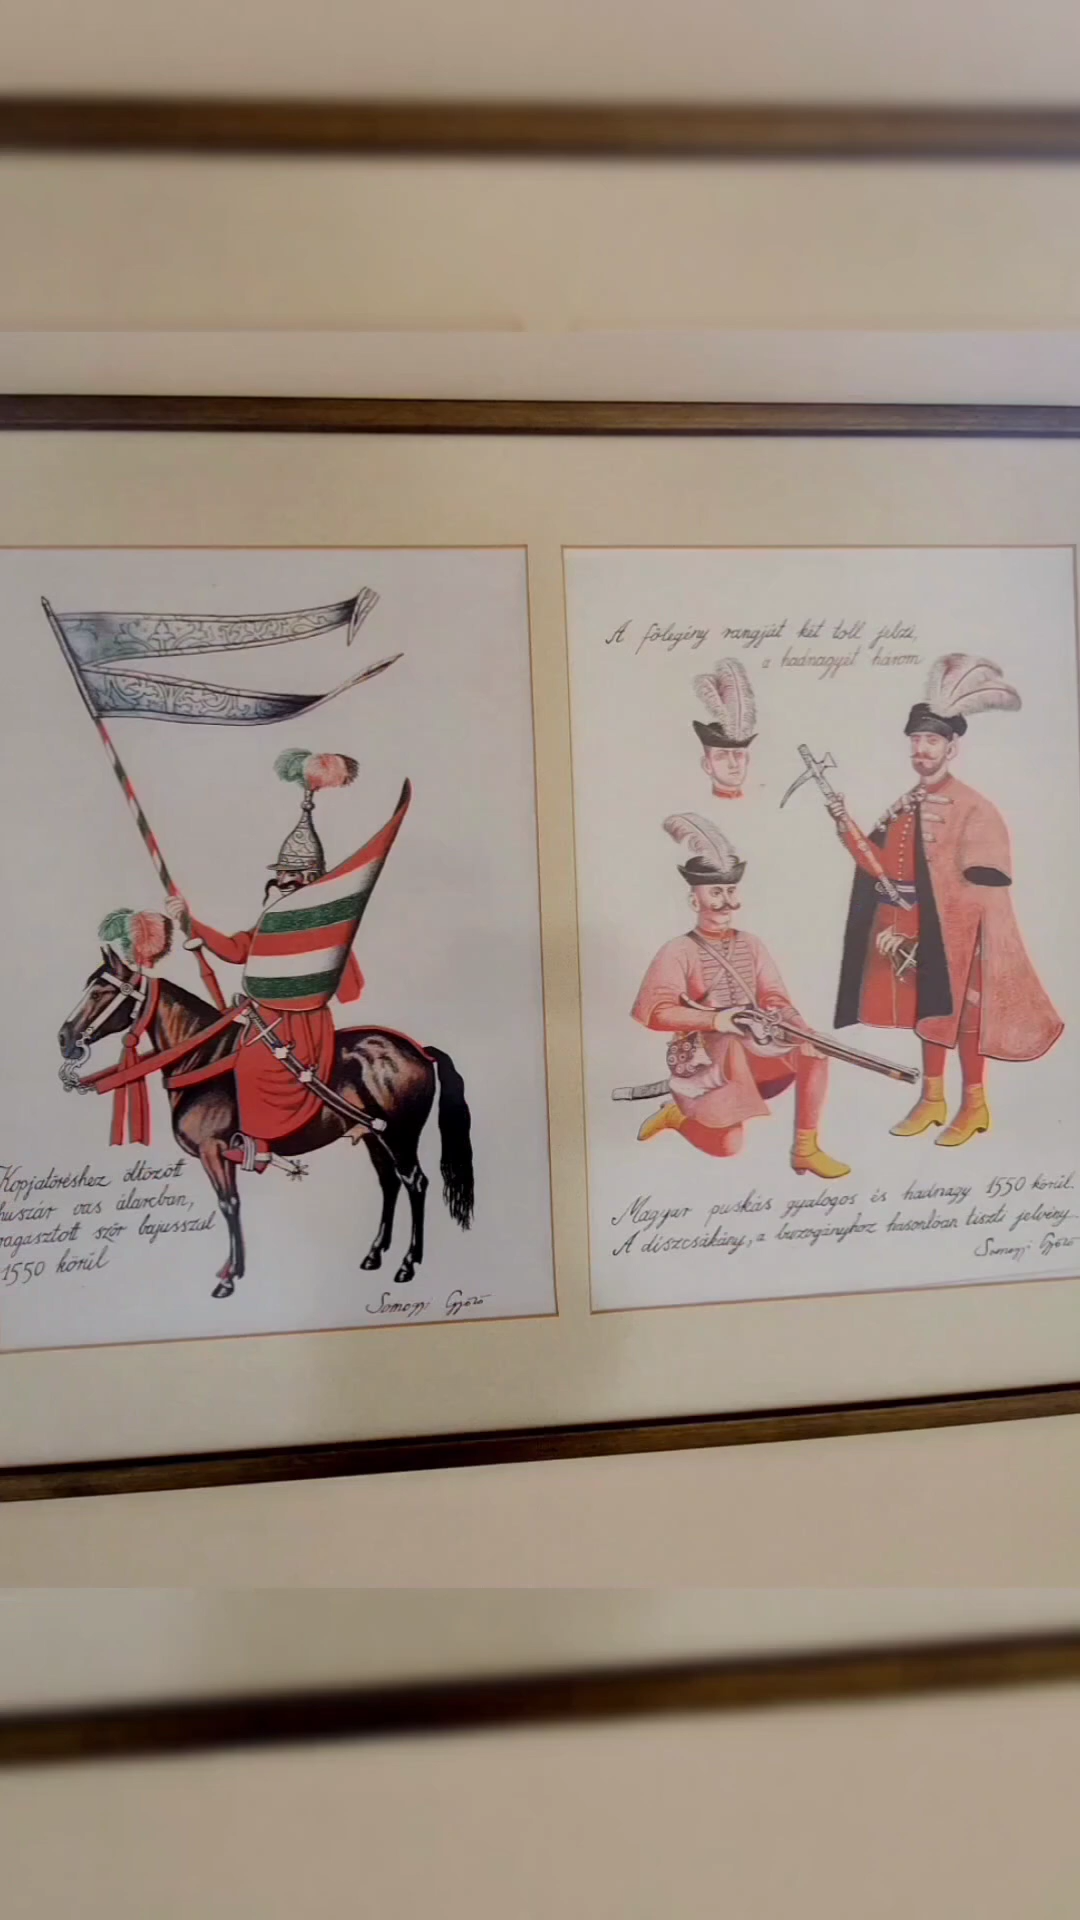 Kopjatöréshez öltözött
huszár vas álarcban,
ragasztott szőr bajusszal
1550 körül
Somogyi Győző
A főlegény rangját két toll jelzi,
a hadnagyét három
Magyar puskás gyalogos és hadnagy 1550 körül.
A díszcsákány, a buzogányhoz hasonlóan tiszti jelvény.
Somogyi Győző